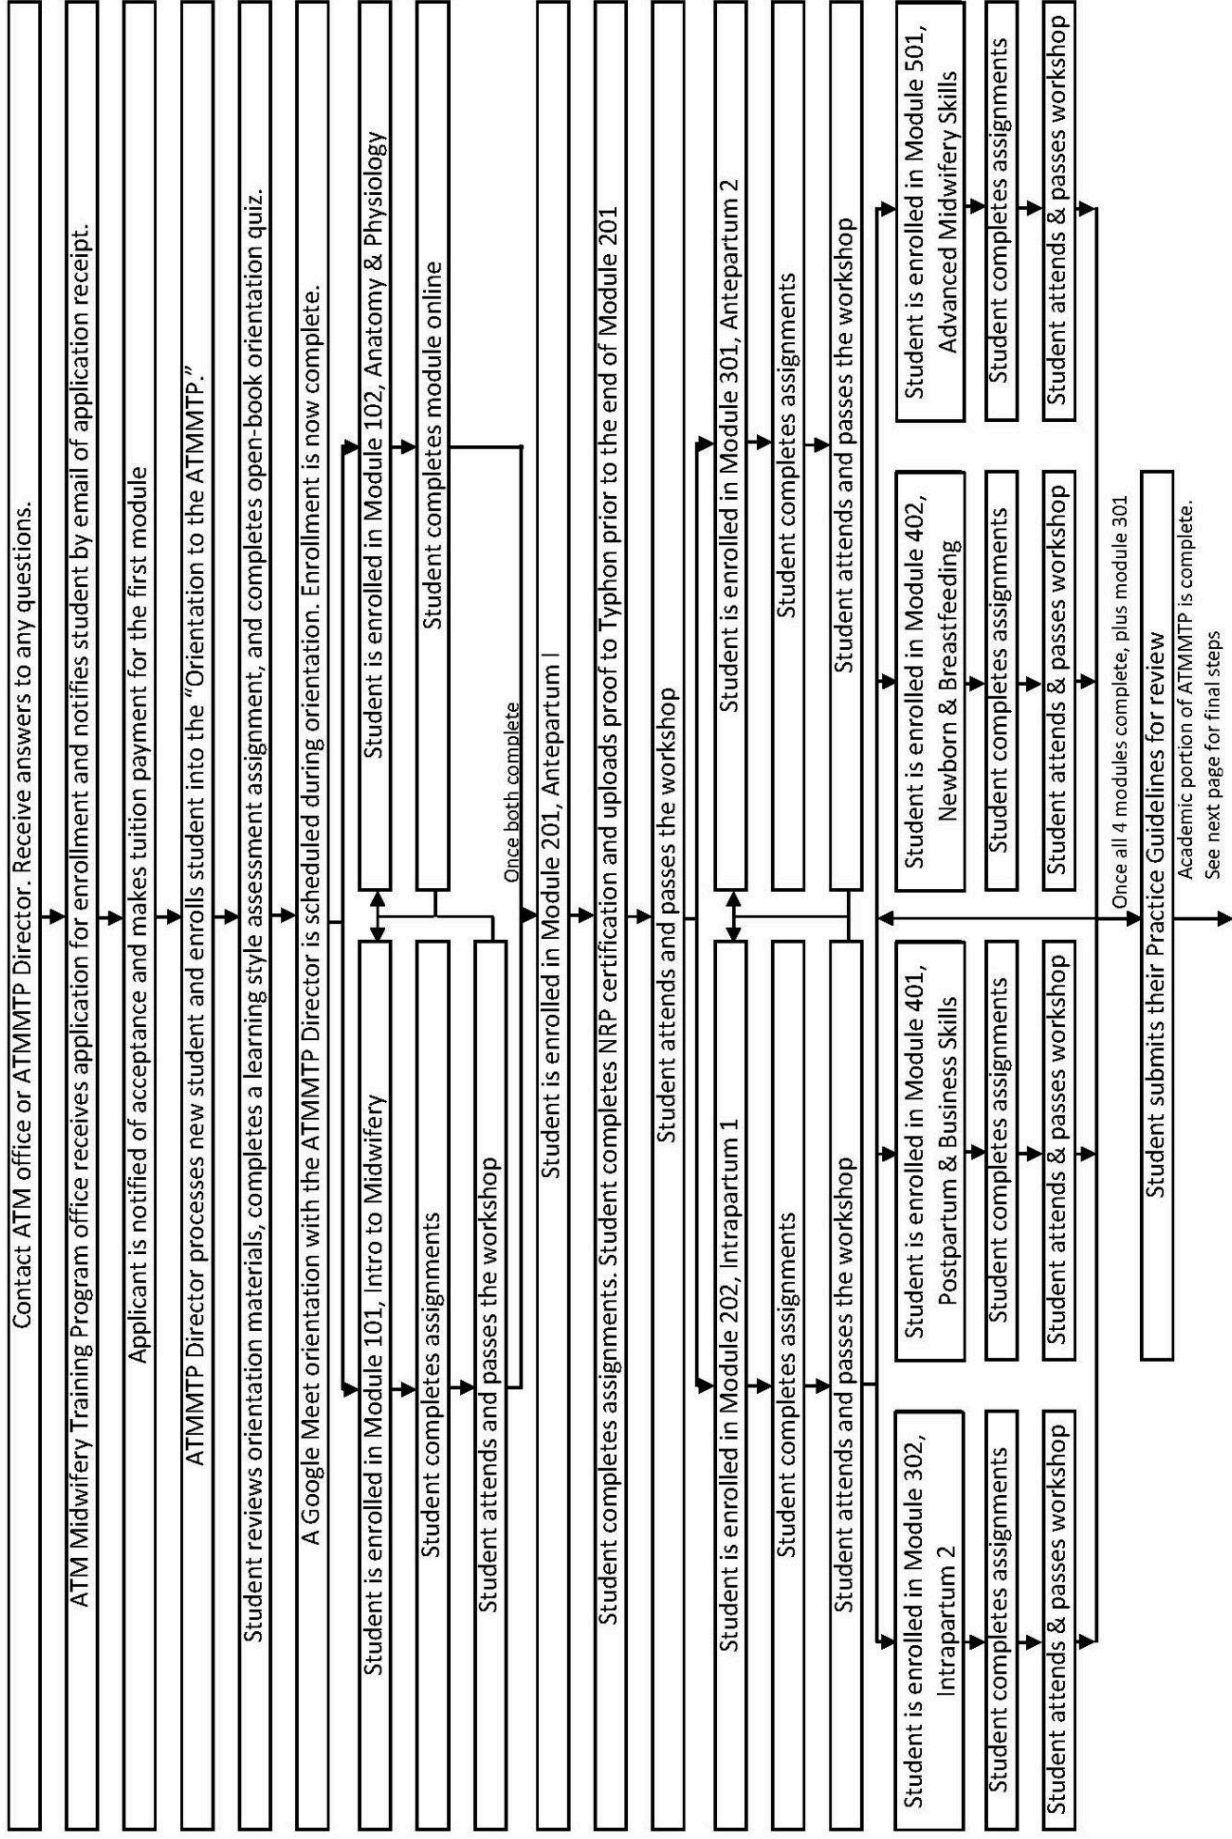 Contact ATM office or ATMMTP Director. Receive answers to any questions.
ATM Midwifery Training Program office receives application for enrollment and notifies student by email of application receipt.
Applicant is notified of acceptance and makes tuition payment for the first module
ATMMTP Director processes new student and enrolls student into the “Orientation to the ATMMTP.”
Student reviews orientation materials, completes a learning style assessment assignment, and completes open-book orientation quiz.
A Google Meet orientation with the ATMMTP Director is scheduled during orientation. Enrollment is now complete.
Student is enrolled in Module 101, Intro to Midwifery
Student completes assignments
Student attends and passes the workshop
Student is enrolled in Module 102, Anatomy & Physiology
Student completes module online
Once both complete
Student is enrolled in Module 201, Antepartum I
Student completes assignments. Student completes NRP certification and uploads proof to Typhon prior to the end of Module 201
Student attends and passes the workshop
Student is enrolled in Module 202, Intrapartum 1
Student completes assignments
Student attends and passes the workshop
Student is enrolled in Module 301, Antepartum 2
Student completes assignments
Student attends and passes the workshop
Student is enrolled in Module 302,
Intrapartum 2
Student completes assignments
Student attends & passes workshop
Student is enrolled in Module 401,
Postpartum & Business Skills
Student completes assignments
Student attends & passes workshop
Student is enrolled in Module 402,
Newborn & Breastfeeding
Student completes assignments
Student attends & passes workshop
Student is enrolled in Module 501,
Advanced Midwifery Skills
Student completes assignments
Student attends & passes workshop
Once all 4 modules complete, plus module 301
Student submits their Practice Guidelines for review
Academic portion of ATMMTP is complete.
See next page for final steps